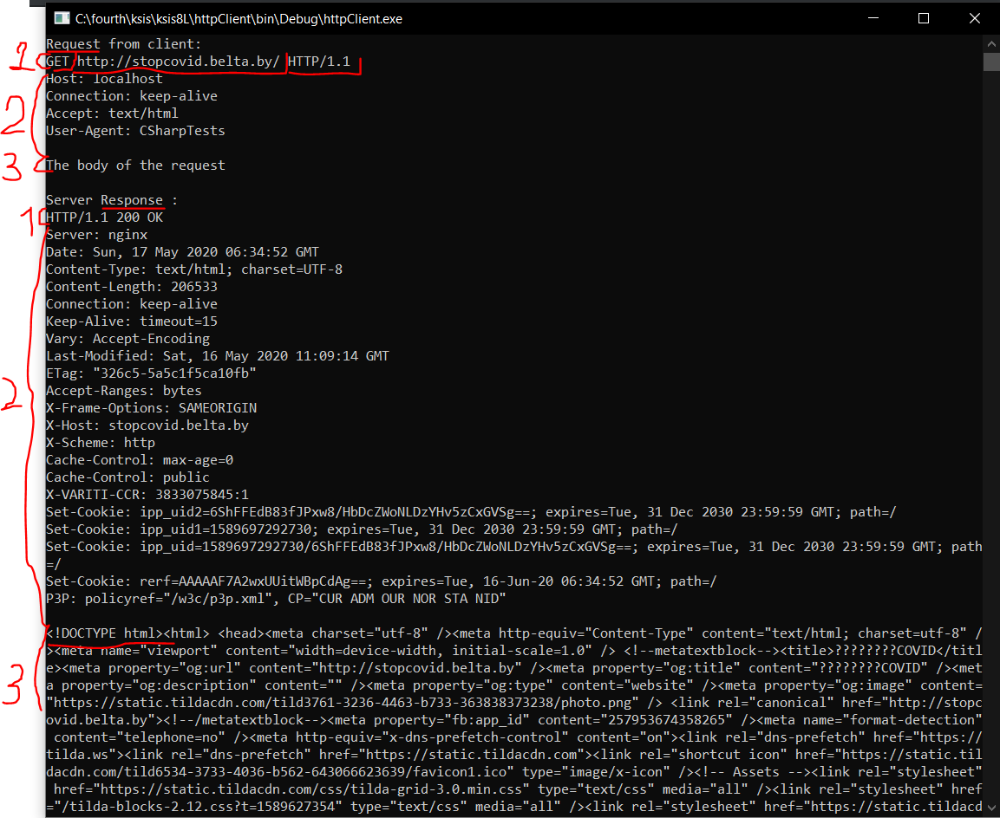 C:\fourth\ksis\ksis8L\httpClient\bin\Debug\httpClient.exe
Request from client:
1 GET http://stopcovid.belta.by/ HTTP/1.1
Host: localhost
Connection: keep-alive
2 Accept: text/html
User-Agent: CSharpTests
3 The body of the request
Server Response :
1 HTTP/1.1 200 OK
Server: nginx
Date: Sun, 17 May 2020 06:34:52 GMT
Content-Type: text/html; charset=UTF-8
Content-Length: 206533
Connection: keep-alive
Keep-Alive: timeout=15
Vary: Accept-Encoding
Last-Modified: Sat, 16 May 2020 11:09:14 GMT
ETag: "326c5-5a5c1f5ca10fb"
2 Accept-Ranges: bytes
X-Frame-Options: SAMEORIGIN
X-Host: stopcovid.belta.by
X-Scheme: http
Cache-Control: max-age=0
Cache-Control: public
X-VARITI-CCR: 3833075845:1
Set-Cookie: ipp_uid2=6ShFFEdB83fJPxw8/HbDcZWoNLDzYHv5zCxGVSg==; expires=Tue, 31 Dec 2030 23:59:59 GMT; path=/
Set-Cookie: ipp_uid1=1589697292730; expires=Tue, 31 Dec 2030 23:59:59 GMT; path=/
Set-Cookie: ipp_uid=1589697292730/6ShFFEdB83fJPxw8/HbDcZWoNLDzYHv5zCxGVSg==; expires=Tue, 31 Dec 2030 23:59:59 GMT; path
=/
Set-Cookie: rerf=AAAAAF7A2wxUUitWBpCdAg==; expires=Tue, 16-Jun-20 06:34:52 GMT; path=/
P3P: policyref="/w3c/p3p.xml", CP="CUR ADM OUR NOR STA NID"
<!DOCTYPE html><html> <head><meta charset="utf-8" /><meta http-equiv="Content-Type" content="text/html; charset=utf-8" /
><meta name="viewport" content="width=device-width, initial-scale=1.0" /> <!--metatextblock--><title>????????COVID</titl
e><meta property="og:url" content="http://stopcovid.belta.by" /><meta property="og:title" content="????????COVID" /><met
3 a property="og:description" content="" /><meta property="og:type" content="website" /><meta property="og:image" content=
"https://static.tildacdn.com/tild3761-3236-4463-b733-363838373238/photo.png" /> <link rel="canonical" href="http://stopc
ovid.belta.by"><!--/metatextblock--><meta property="fb:app_id" content="257953674358265" /><meta name="format-detection"
content="telephone=no" /><meta http-equiv="x-dns-prefetch-control" content="on"><link rel="dns-prefetch" href="https://
tilda.ws"><link rel="dns-prefetch" href="https://static.tildacdn.com"><link rel="shortcut icon" href="https://static.til
dacdn.com/tild6534-3733-4036-b562-643066623639/favicon1.ico" type="image/x-icon" /><!-- Assets --><link rel="stylesheet"
href="https://static.tildacdn.com/css/tilda-grid-3.0.min.css" type="text/css" media="all" /><link rel="stylesheet" href
="/tilda-blocks-2.12.css?t=1589627354" type="text/css" media="all" /><link rel="stylesheet" href="https://static.tildacd